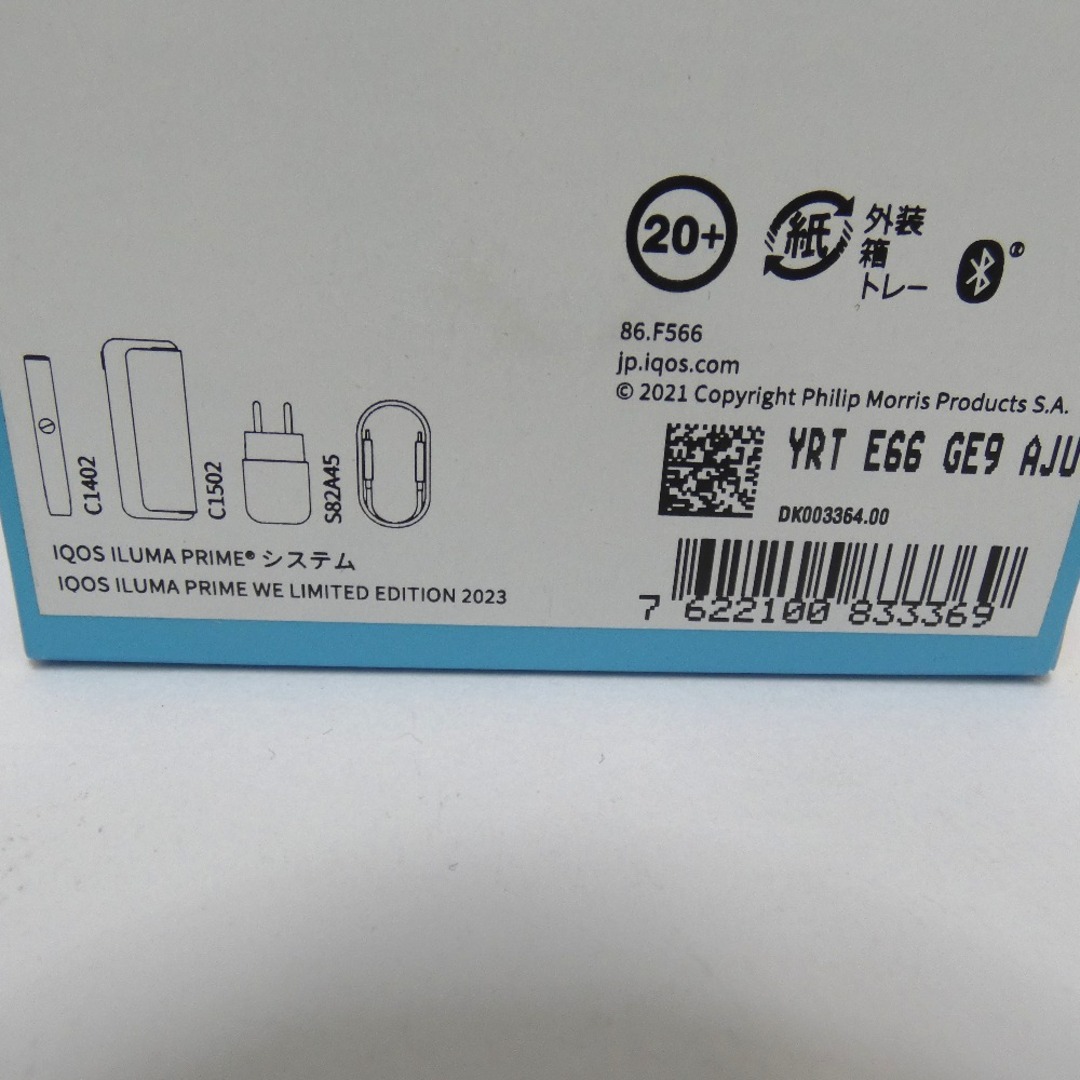 20+
紙
外装
箱
トレー
®
86.F566
jp.iqos.com
© 2021 Copyright Philip Morris Products S.A.
YRT E66 GE9 AJU
DK003364.00
7 622100 833369
C1402
C1502
S82A45
IQOS ILUMA PRIME® システム
IQOS ILUMA PRIME WE LIMITED EDITION 2023